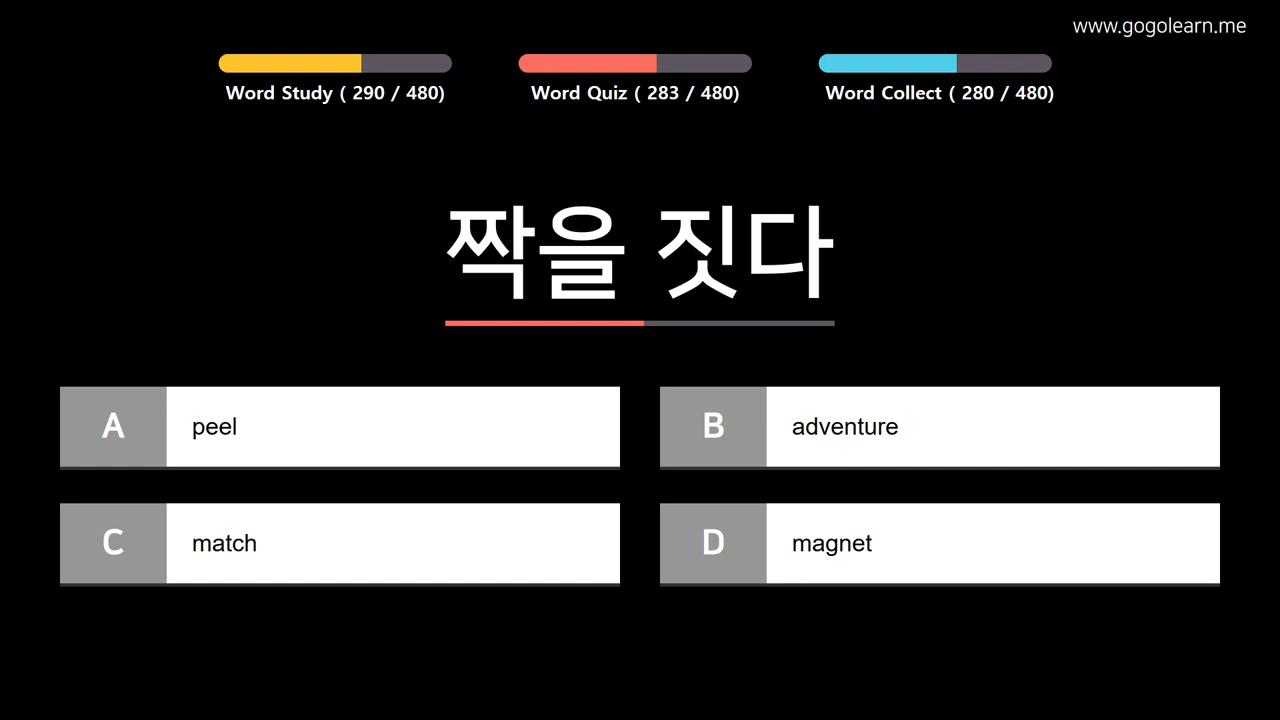 www.gogolearn.me
Word Study ( 290 / 480)
Word Quiz ( 283 / 480)
Word Collect ( 280 / 480)
짝을 짓다
A peel
B adventure
C match
D magnet